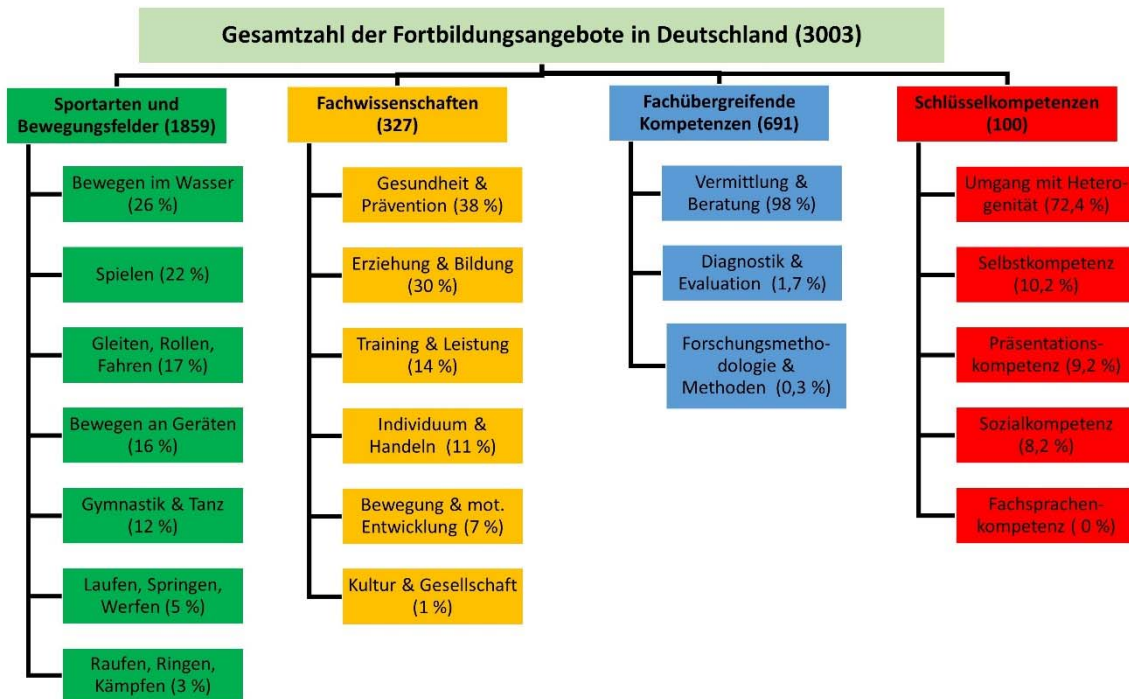 Gesamtzahl der Fortbildungsangebote in Deutschland (3003)
Sportarten und
Bewegungsfelder (1859)
Bewegen im Wasser
(26 %)
Spielen (22 %)
Gleiten, Rollen,
Fahren (17 %)
Bewegen an Geräten
(16 %)
Gymnastik & Tanz
(12 %)
Laufen, Springen,
Werfen (5 %)
Raufen, Ringen,
Kämpfen (3 %)
Fachwissenschaften
(327)
Gesundheit &
Prävention (38 %)
Erziehung & Bildung
(30 %)
Training & Leistung
(14 %)
Individuum &
Handeln (11 %)
Bewegung & mot.
Entwicklung (7 %)
Kultur & Gesellschaft
(1 %)
Fachübergreifende
Kompetenzen (691)
Vermittlung &
Beratung (98 %)
Diagnostik &
Evaluation (1,7 %)
Forschungsmetho-
dologie &
Methoden (0,3 %)
Schlüsselkompetenzen
(100)
Umgang mit Hetero-
genität (72,4 %)
Selbstkompetenz
(10,2 %)
Präsentations-
kompetenz (9,2 %)
Sozialkompetenz
(8,2 %)
Fachsprachen-
kompetenz ( 0 %)